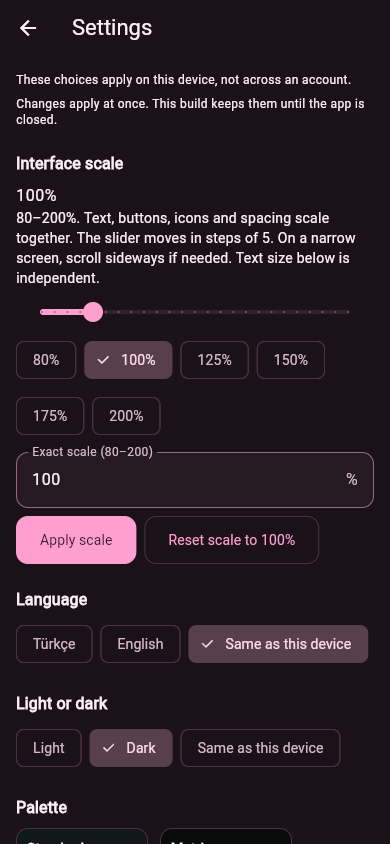 Settings
These choices apply on this device, not across an account.
Changes apply at once. This build keeps them until the app is
closed.
Interface scale
100%
80–200%. Text, buttons, icons and spacing scale
together. The slider moves in steps of 5. On a narrow
screen, scroll sideways if needed. Text size below is
independent.
80% 100% 125% 150%
175% 200%
Exact scale (80–200)
100 %
Apply scale Reset scale to 100%
Language
Türkçe English Same as this device
Light or dark
Light Dark Same as this device
Palette